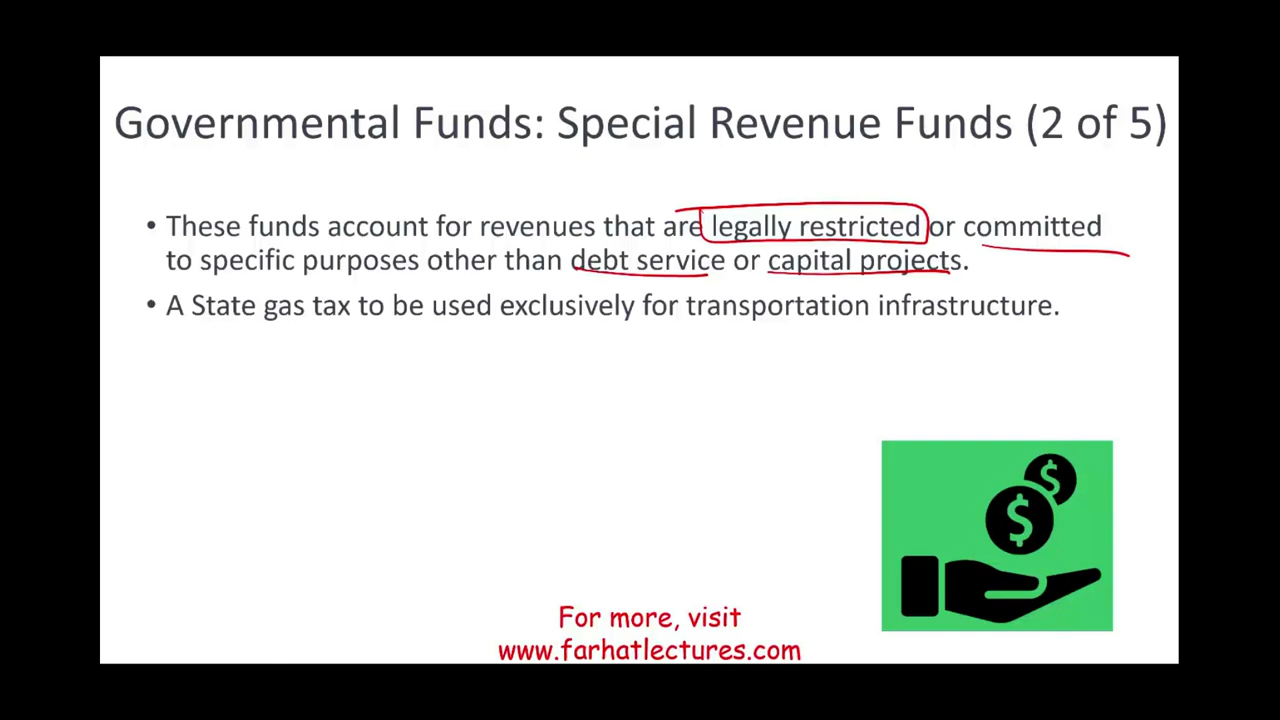 Governmental Funds: Special Revenue Funds (2 of 5)
• These funds account for revenues that are legally restricted or committed
to specific purposes other than debt service or capital projects.
• A State gas tax to be used exclusively for transportation infrastructure.
$
$
For more, visit
www.farhatlectures.com